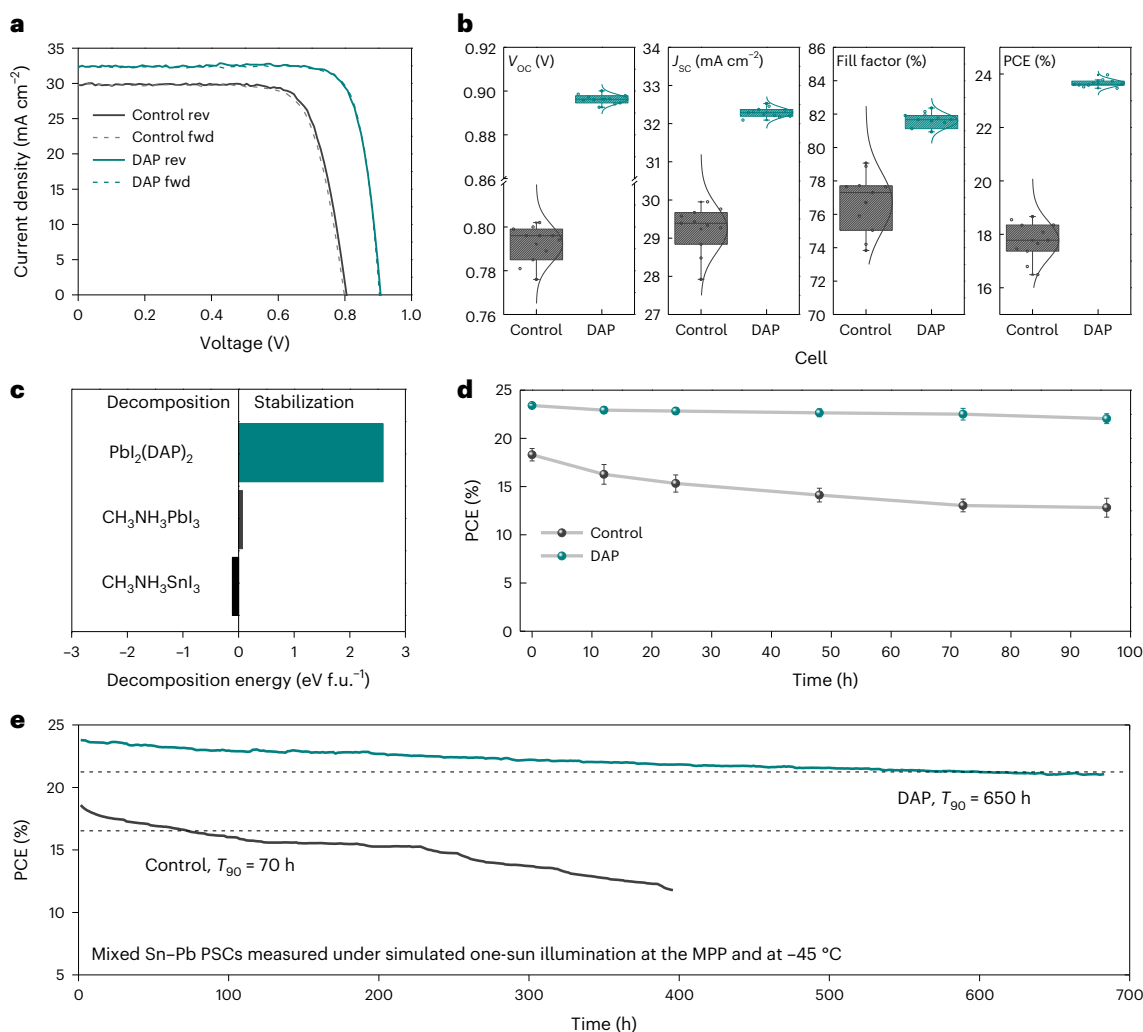 a
35
30
25
20
15
10
5
0
Current density (mA cm⁻²)
Control rev
Control fwd
DAP rev
DAP fwd
0
0.2
0.4
0.6
0.8
1.0
Voltage (V)
b
0.92
0.90
0.88
0.86
0.80
0.78
0.76
V_OC (V)
Control
DAP
34
33
32
31
30
29
28
27
J_SC (mA cm⁻²)
Control
DAP
86
84
82
80
78
76
74
72
70
Fill factor (%)
Control
DAP
24
22
20
18
16
PCE (%)
Control
DAP
Cell
c
Decomposition
Stabilization
PbI₂(DAP)₂
CH₃NH₃PbI₃
CH₃NH₃SnI₃
−3
−2
−1
0
1
2
3
Decomposition energy (eV f.u.⁻¹)
d
25
20
15
10
5
0
PCE (%)
Control
DAP
0
10
20
30
40
50
60
70
80
90
100
Time (h)
e
25
20
15
10
5
PCE (%)
DAP, T₉₀ = 650 h
Control, T₉₀ = 70 h
Mixed Sn–Pb PSCs measured under simulated one-sun illumination at the MPP and at –45 °C
0
100
200
300
400
500
600
700
Time (h)